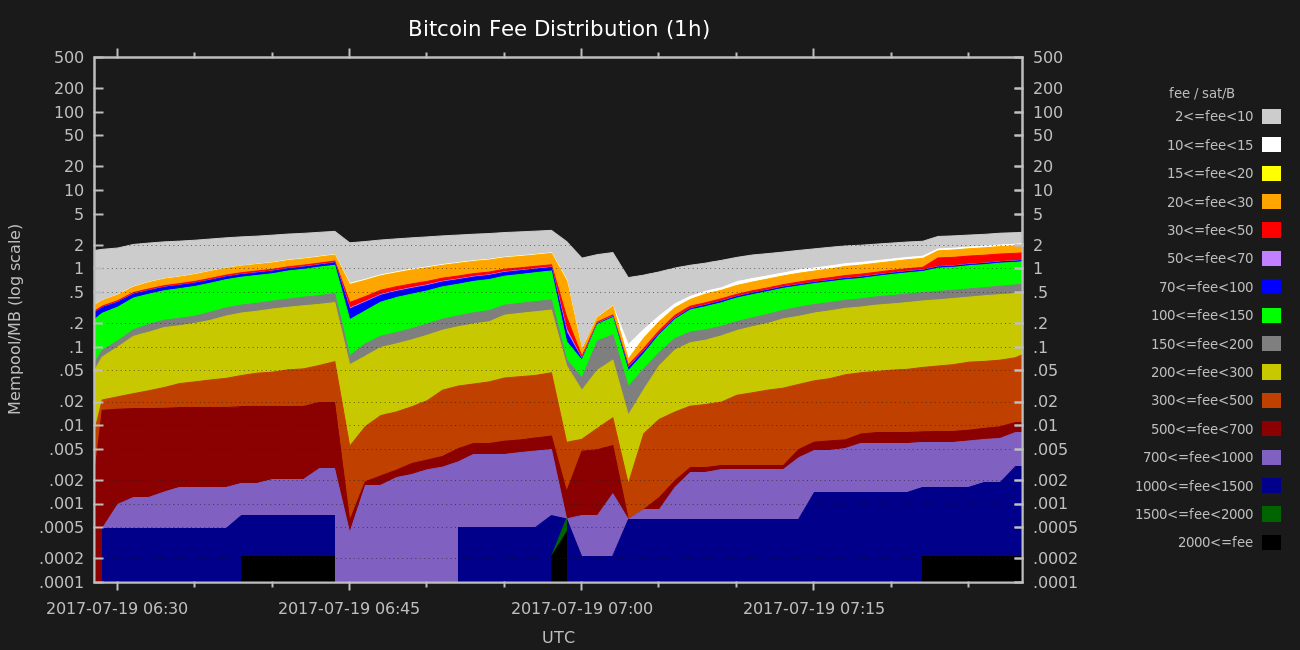 Bitcoin Fee Distribution (1h)
Mempool/MB (log scale)
500
200
100
50
20
10
5
2
1
.5
.2
.1
.05
.02
.01
.005
.002
.001
.0005
.0002
.0001
500
200
100
50
20
10
5
2
1
.5
.2
.1
.05
.02
.01
.005
.002
.001
.0005
.0002
.0001
2017-07-19 06:30 2017-07-19 06:45 2017-07-19 07:00 2017-07-19 07:15
UTC
fee / sat/B
2<=fee<10
10<=fee<15
15<=fee<20
20<=fee<30
30<=fee<50
50<=fee<70
70<=fee<100
100<=fee<150
150<=fee<200
200<=fee<300
300<=fee<500
500<=fee<700
700<=fee<1000
1000<=fee<1500
1500<=fee<2000
2000<=fee